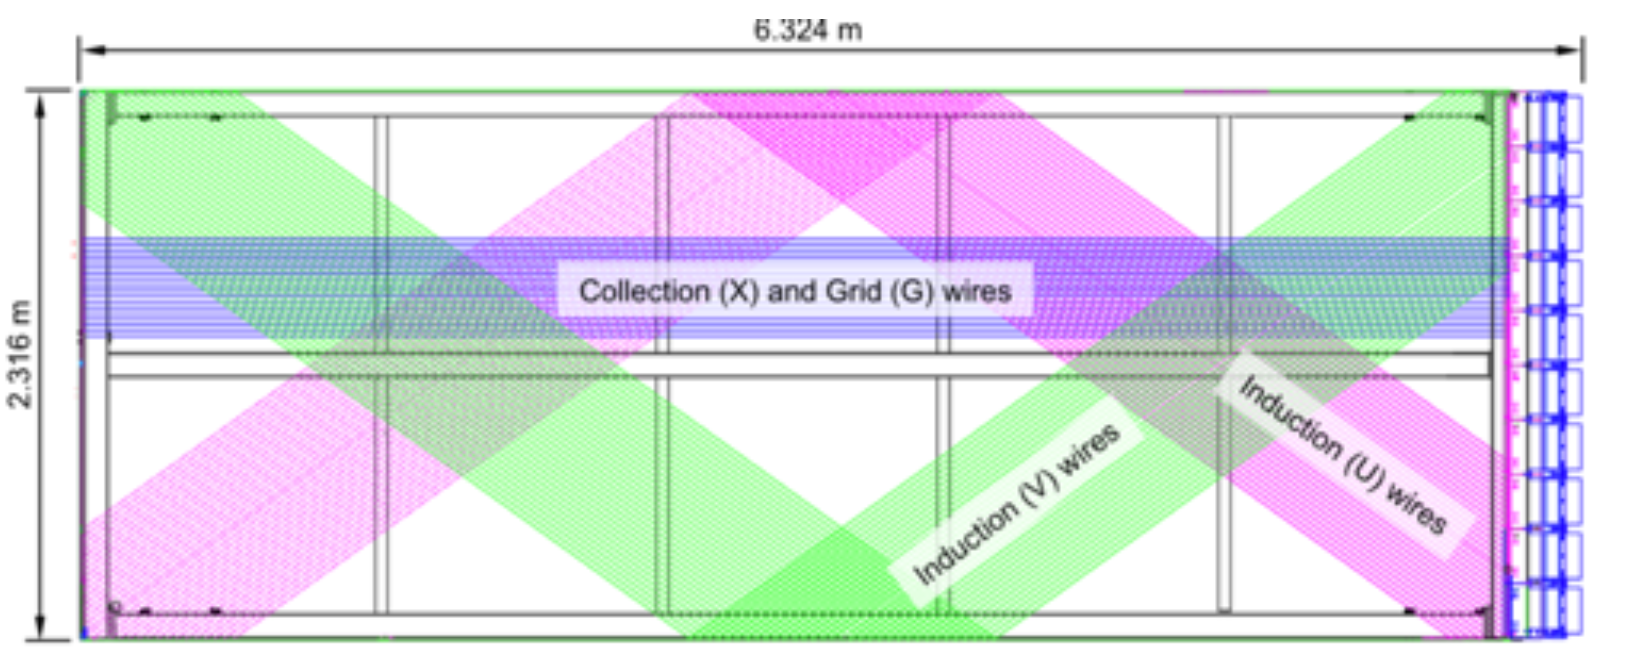 6.324 m
2.316 m
Collection (X) and Grid (G) wires
Induction (V) wires
Induction (U) wires